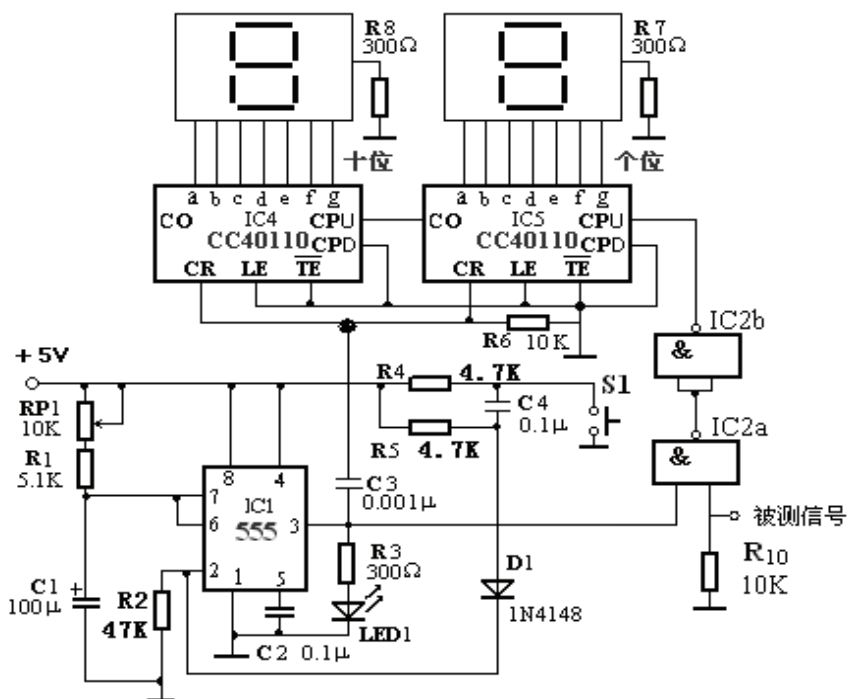 R8
300Ω
R7
300Ω
十位
个位
a b c d e f g
CO IC4 CPU
CC40110 CPD
CR LE TE
a b c d e f g
CO IC5 CPU
CC40110 CPD
CR LE TE
R6 10K
IC2b
&
+5V
R4 4.7K
S1
RP1
10K
C4
0.1μ
IC2a
&
R5 4.7K
R1
5.1K
8 4
C3
0.001μ
7
IC1
6 555 3
被测信号
2
R3
300Ω
D1
R10
10K
1 5
C1 +
100μ
R2
47K
1N4148
LED1
C2 0.1μ